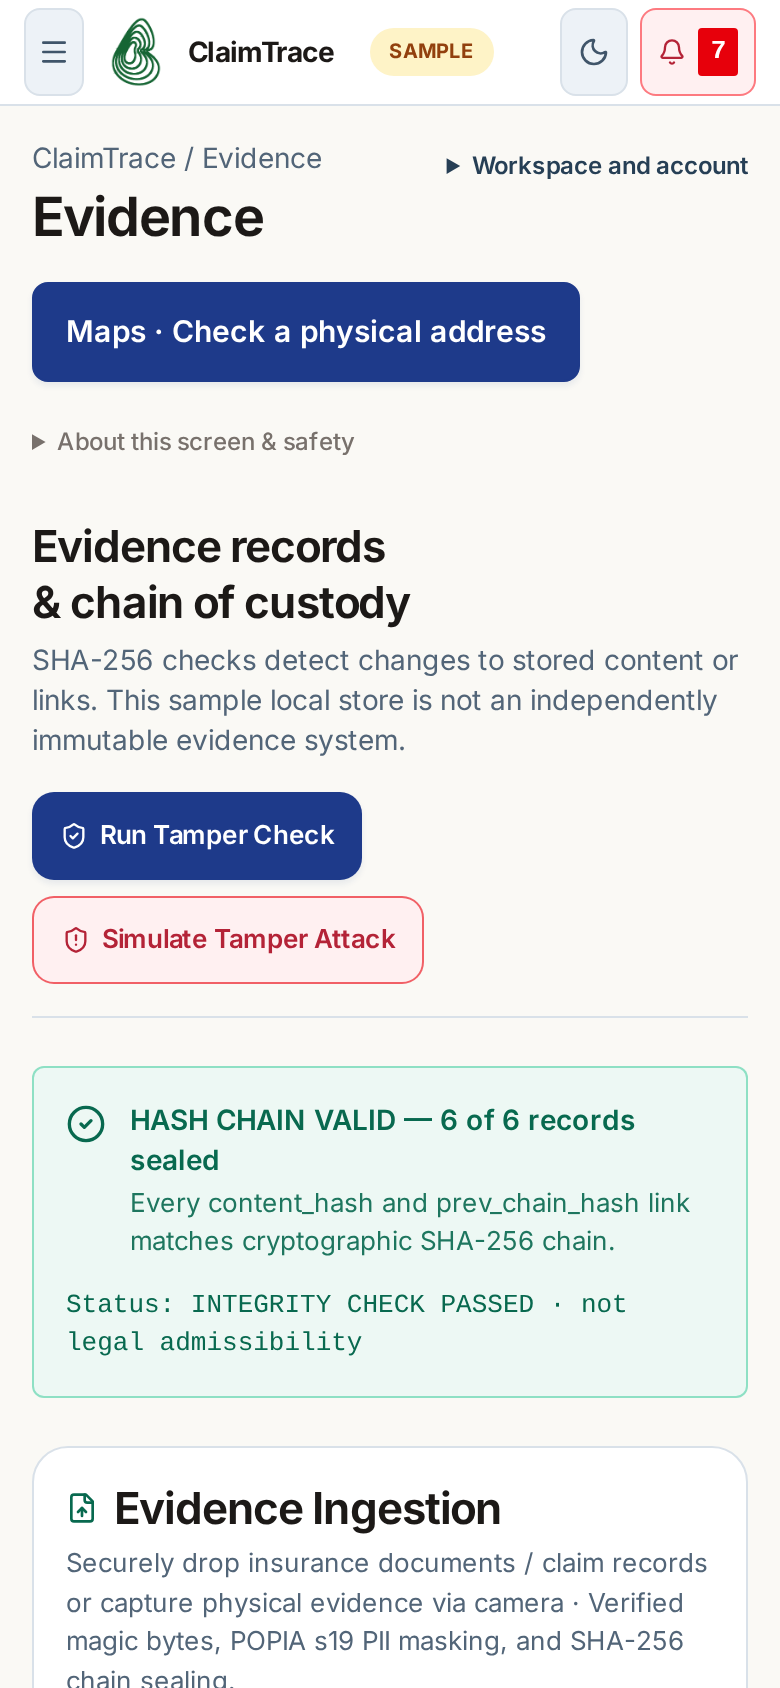 ClaimTrace
SAMPLE
7
ClaimTrace / Evidence
Workspace and account
Evidence
Maps · Check a physical address
About this screen & safety
Evidence records
& chain of custody
SHA-256 checks detect changes to stored content or
links. This sample local store is not an independently
immutable evidence system.
Run Tamper Check
Simulate Tamper Attack
HASH CHAIN VALID — 6 of 6 records
sealed
Every content_hash and prev_chain_hash link
matches cryptographic SHA-256 chain.
Status: INTEGRITY CHECK PASSED · not
legal admissibility
Evidence Ingestion
Securely drop insurance documents / claim records
or capture physical evidence via camera · Verified
magic bytes, POPIA s19 PII masking, and SHA-256
chain sealing.